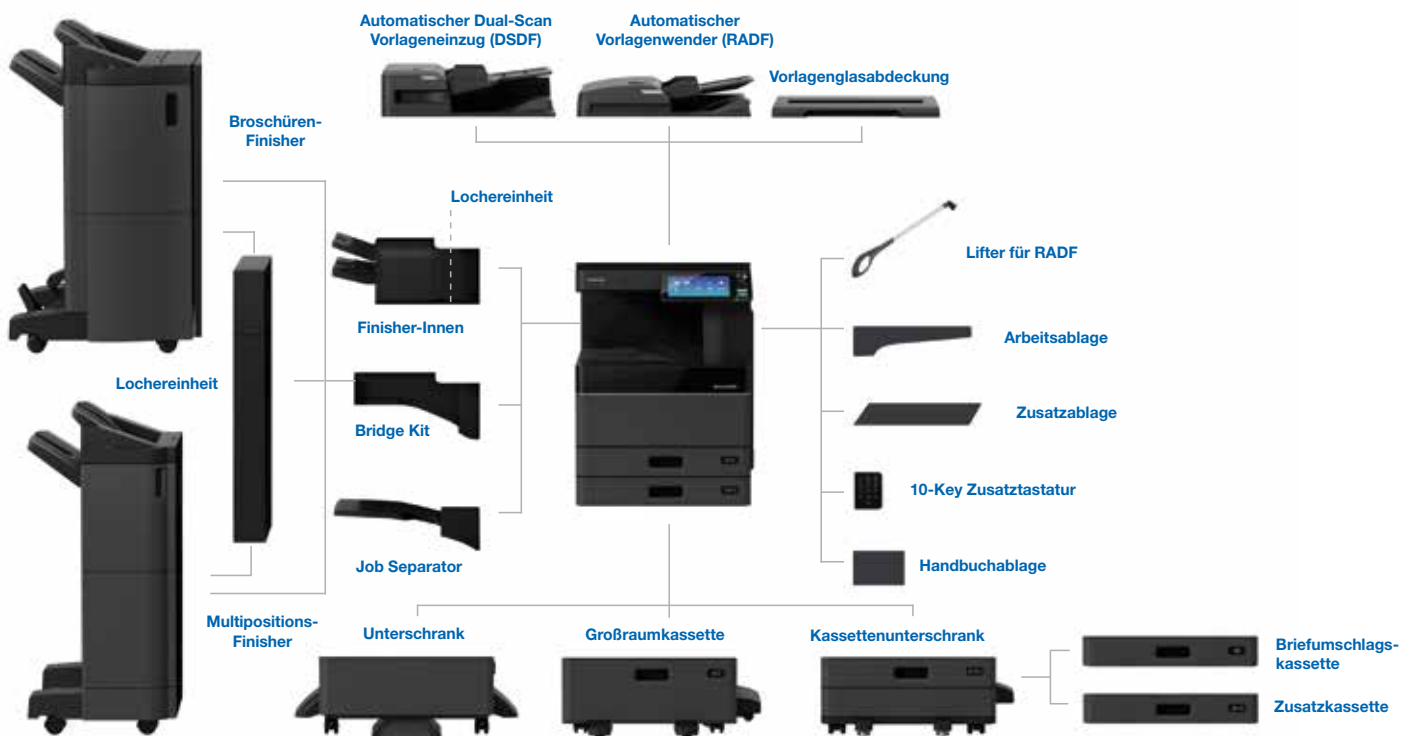 Automatischer Dual-Scan
Vorlageneinzug (DSDF)
Automatischer
Vorlagenwender (RADF)
Vorlagenglasabdeckung
Broschüren-
Finisher
Lochereinheit
Lifter für RADF
Finisher-Innen
Arbeitsablage
Lochereinheit
Zusatzablage
Bridge Kit
10-Key Zusatztastatur
Job Separator
Handbuchablage
Multipositions-
Finisher
Unterschrank
Großraumkassette
Kassettenunterschrank
Briefumschlags-
kassette
Zusatzkassette